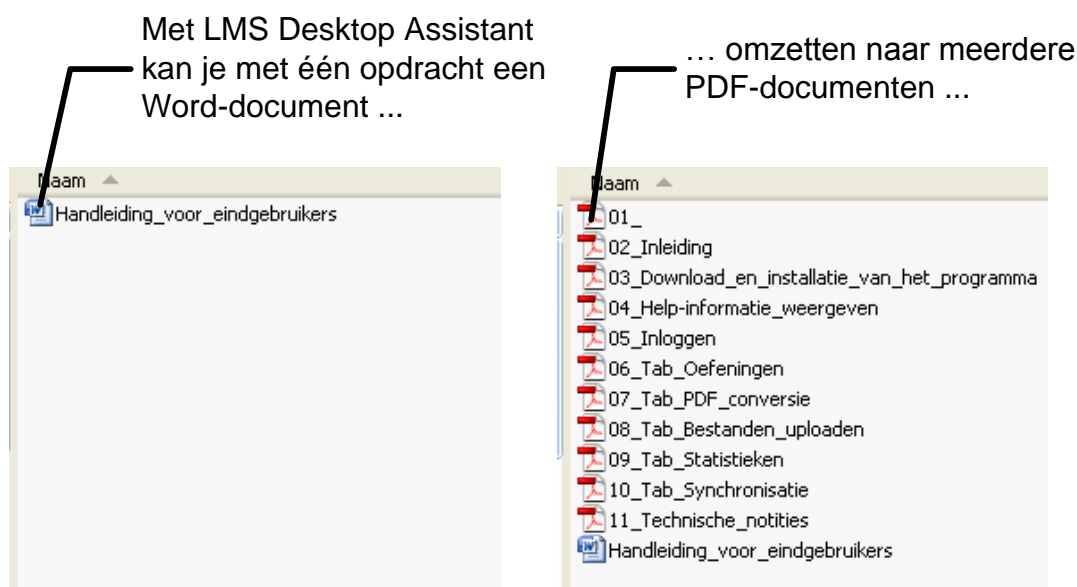 Met LMS Desktop Assistant
kan je met één opdracht een
Word-document ...
… omzetten naar meerdere
PDF-documenten ...
Naam
Handleiding_voor_eindgebruikers
Naam
01_
02_Inleiding
03_Download_en_installatie_van_het_programma
04_Help-informatie_weergeven
05_Inloggen
06_Tab_Oefeningen
07_Tab_PDF_conversie
08_Tab_Bestanden_uploaden
09_Tab_Statistieken
10_Tab_Synchronisatie
11_Technische_notities
Handleiding_voor_eindgebruikers